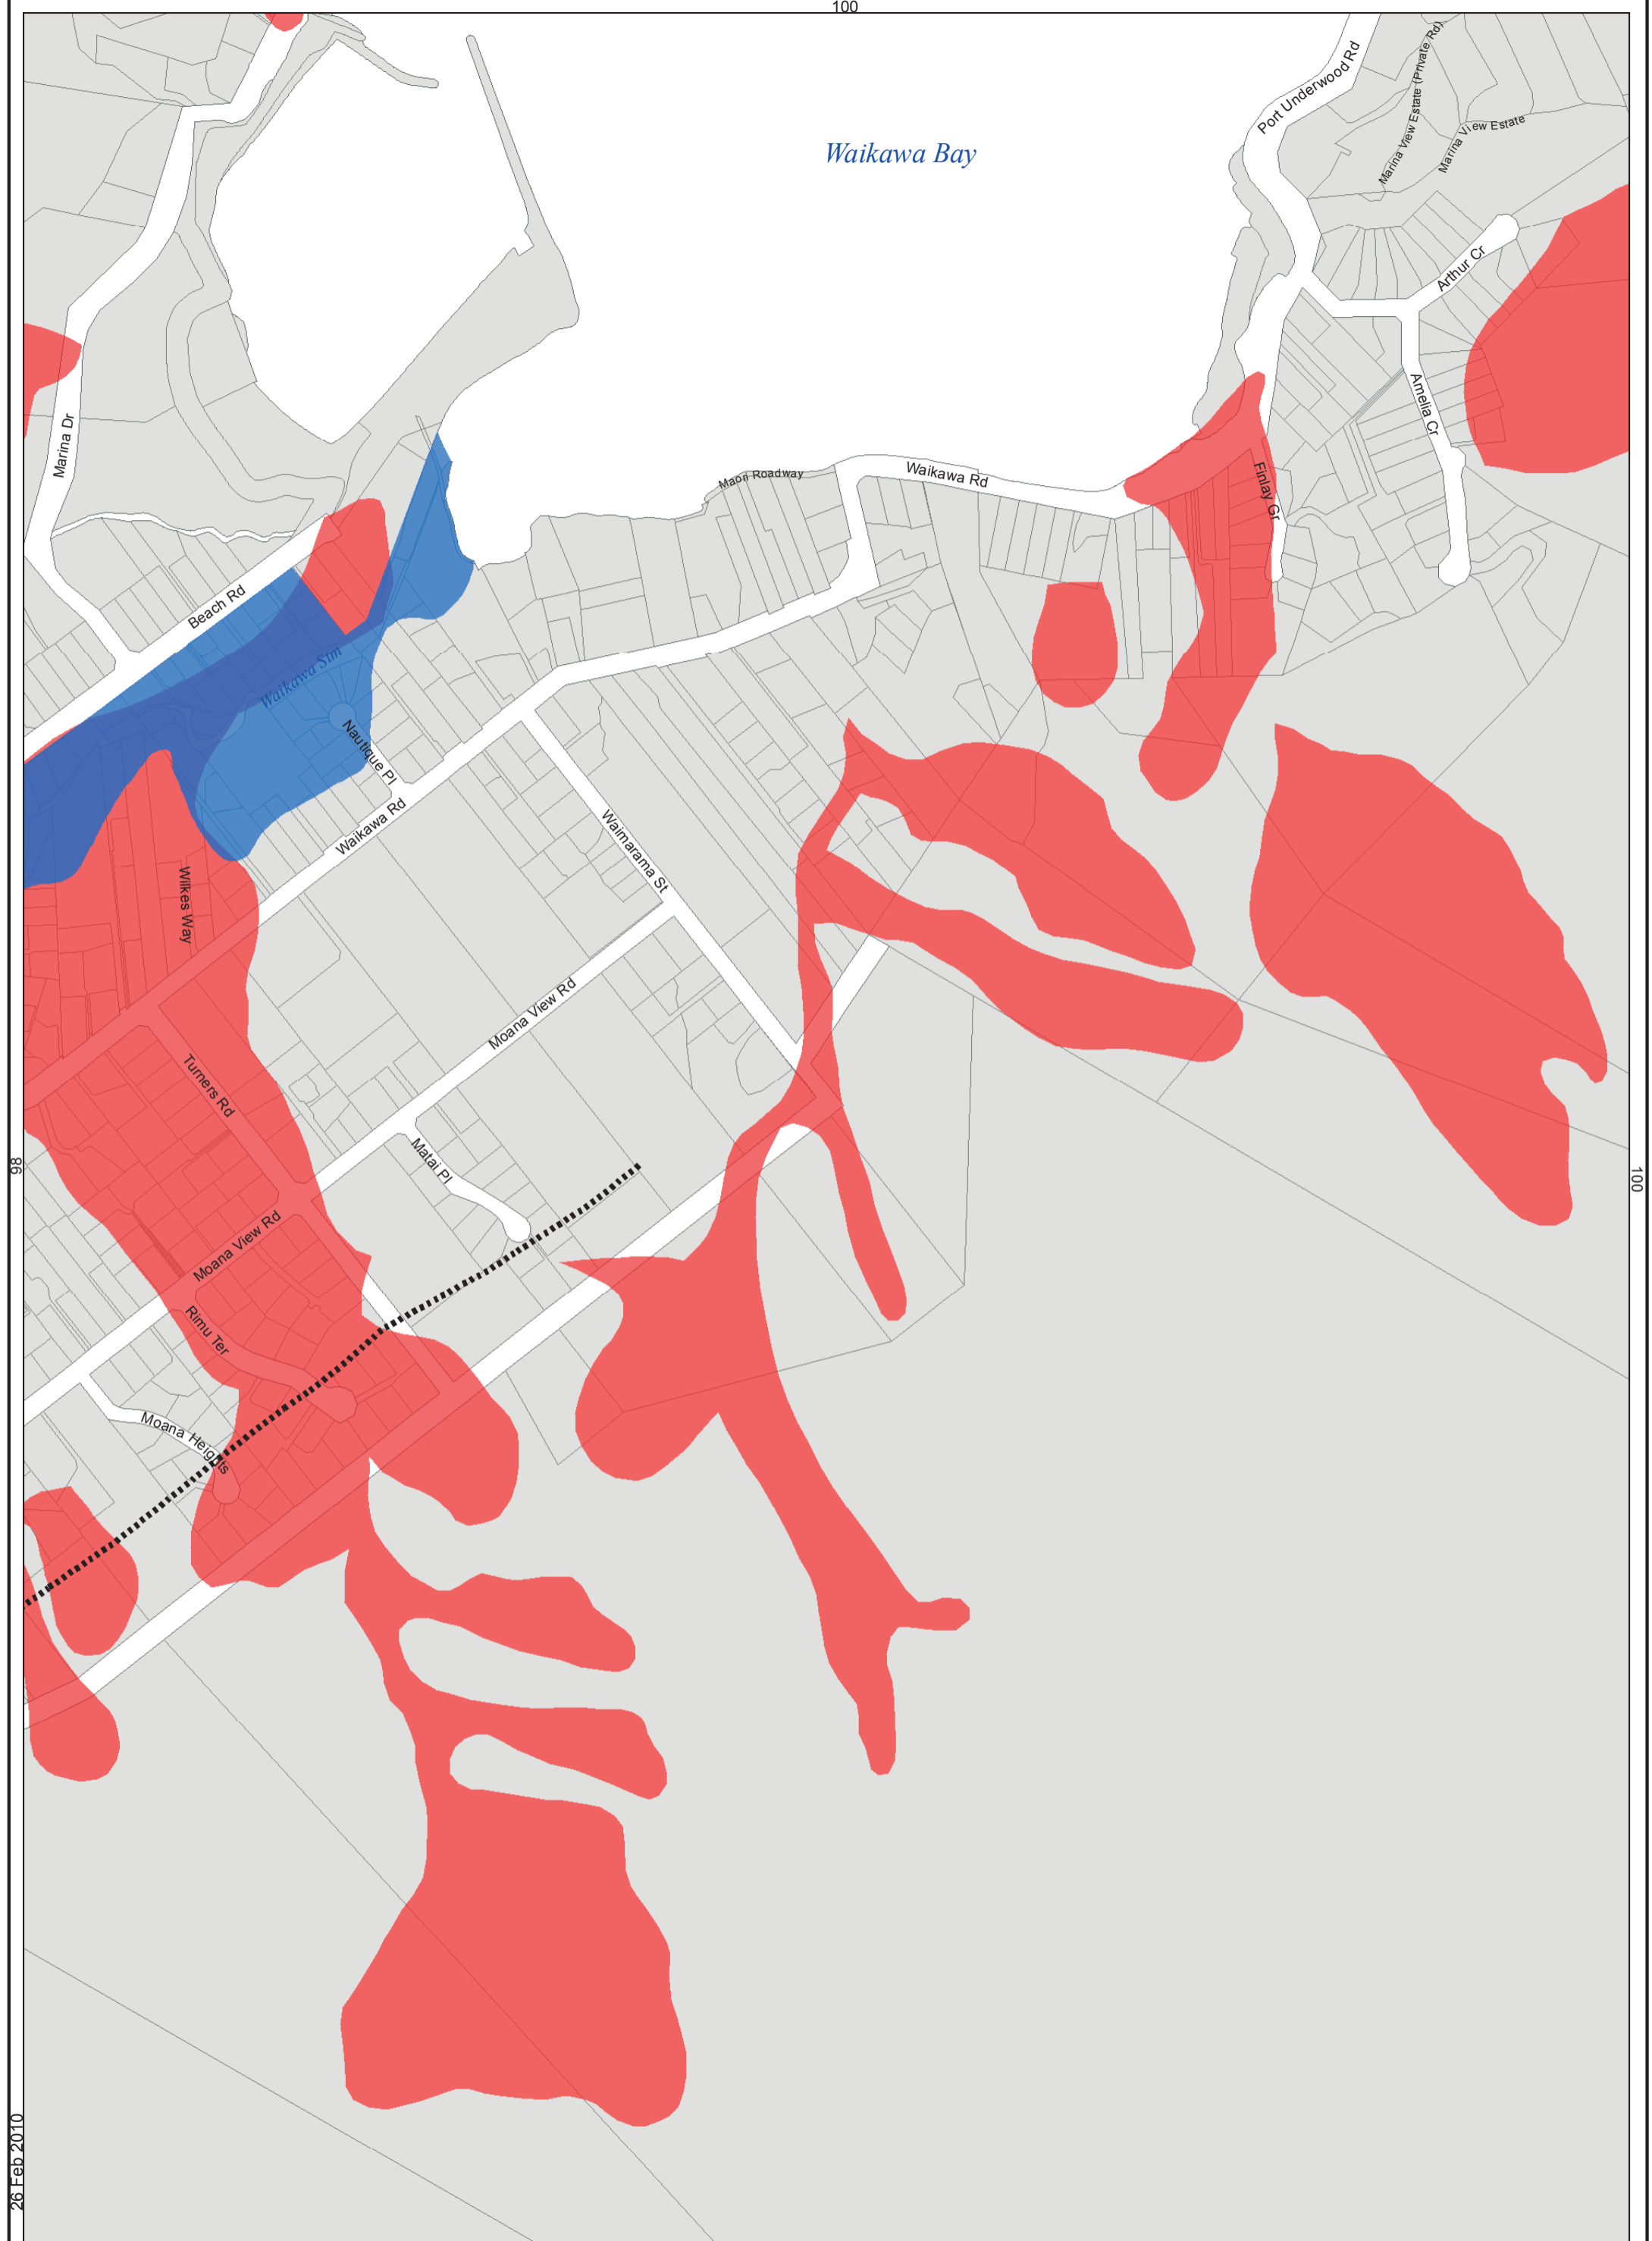 100
Port Underwood Rd
Marina View Estate (Private Rd)
Marina View Estate
Waikawa Bay
Arthur Cr
Amelia Cr
Marina Dr
Maori Roadway
Waikawa Rd
Finlay Gr
Beach Rd
Waikawa Stm
Nautique Pl
Waikawa Rd
Waimarama St
Wilkes Way
Moana View Rd
Turners Rd
Matai Pl
98
100
Moana View Rd
Rimu Ter
Moana Heights
26 Feb 2010